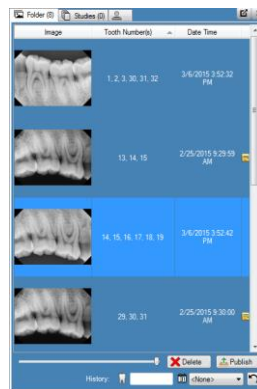 Folder (8) Studies (0)
Image Tooth Number(s) Date Time
1, 2, 3, 30, 31, 32 3/6/2015 3:52:32
PM
13, 14, 15 2/25/2015 9:29:59
AM
14, 15, 16, 17, 18, 19 3/6/2015 3:52:42
PM
29, 30, 31 2/25/2015 9:30:00
AM
Delete Publish
History: <None>